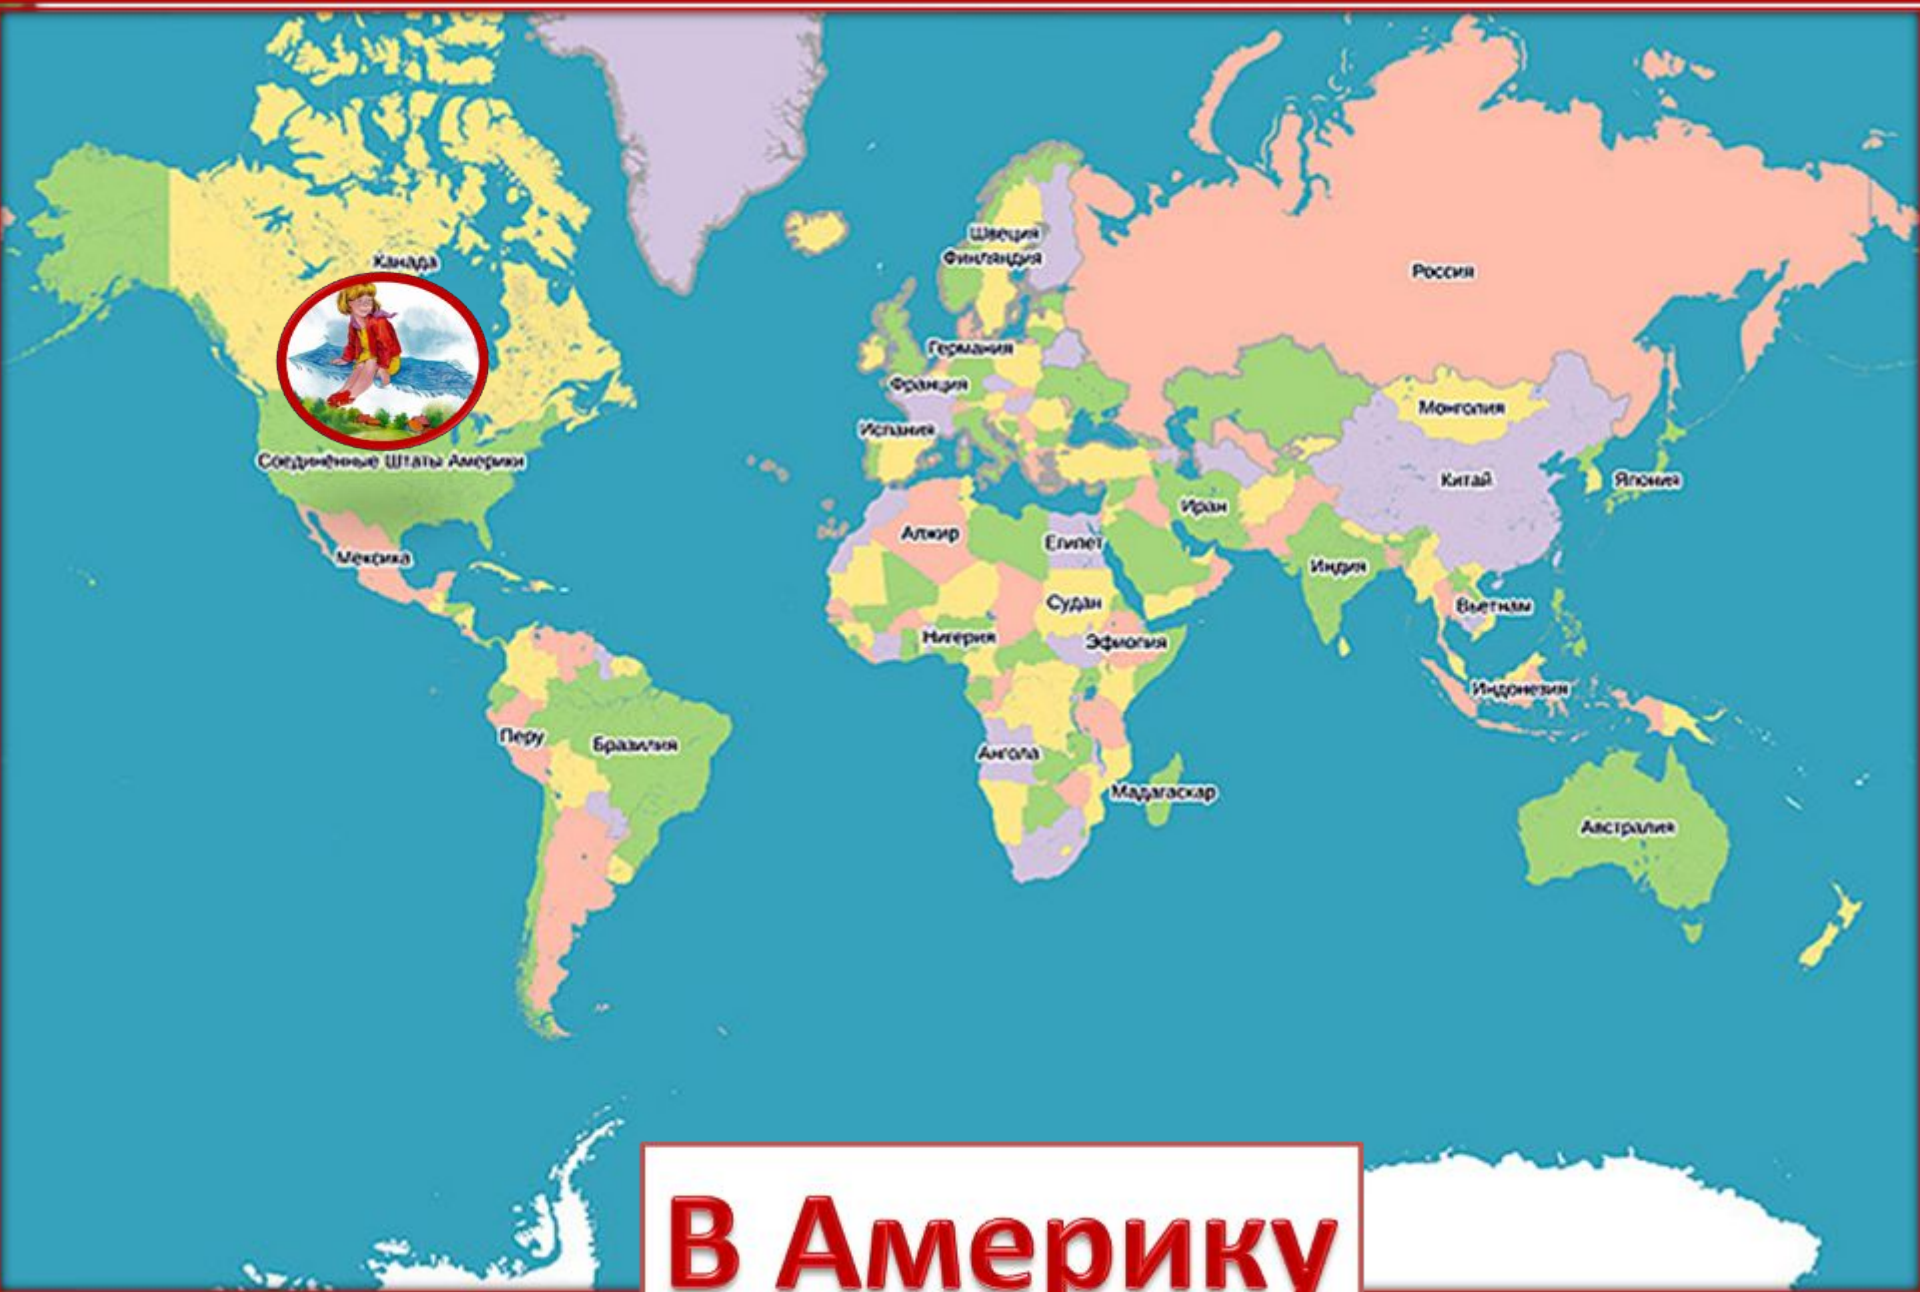 Канада
Швеция
Финляндия
Россия
Германия
Франция
Монголия
Испания
Соединённые Штаты Америки
Китай
Япония
Иран
Алжир
Египет
Мексика
Индия
Судан
Вьетнам
Нигерия
Эфиопия
Индонезия
Перу
Бразилия
Ангола
Мадагаскар
Австралия
В Америку